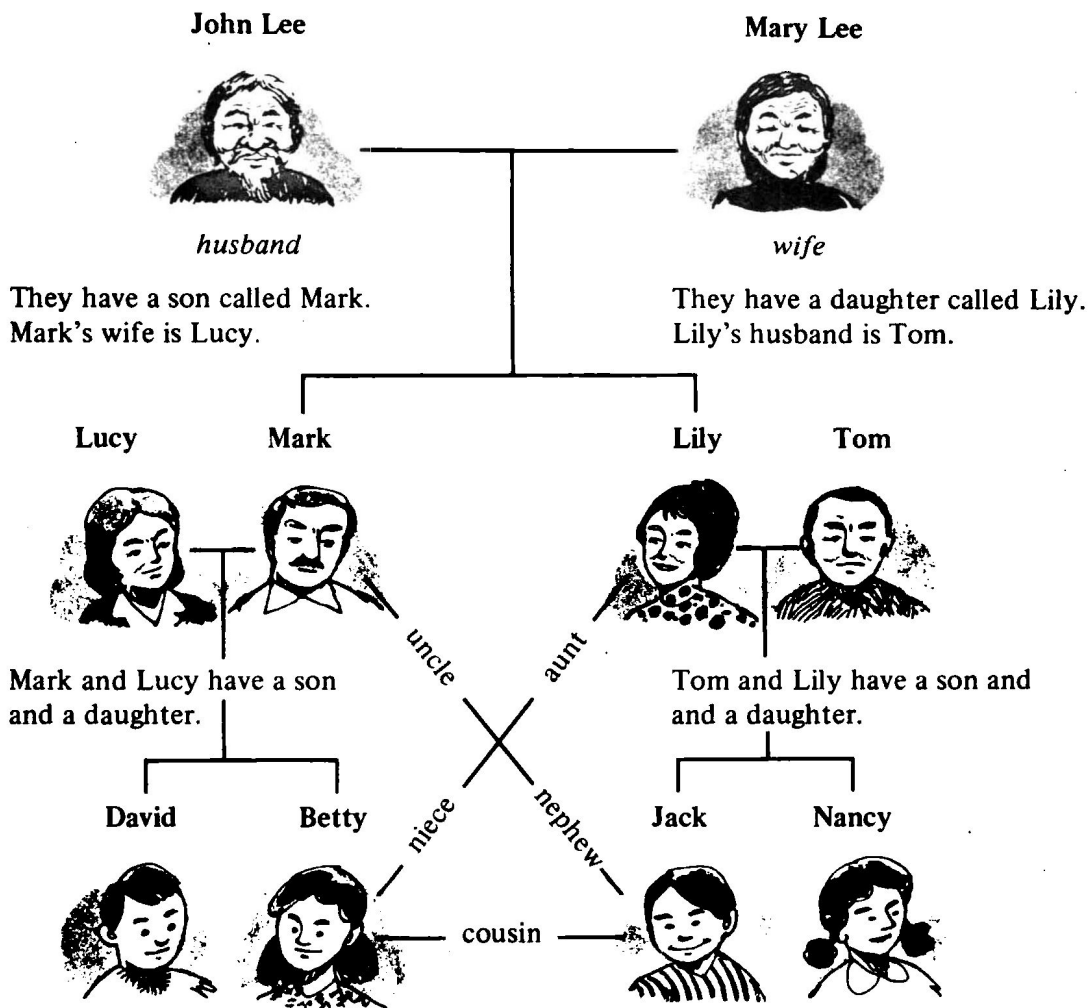 John Lee
Mary Lee
husband
wife
They have a son called Mark.
Mark's wife is Lucy.
They have a daughter called Lily.
Lily's husband is Tom.
Lucy
Mark
Lily
Tom
uncle
aunt
Mark and Lucy have a son
and a daughter.
Tom and Lily have a son and
and a daughter.
niece
nephew
David
Betty
Jack
Nancy
cousin